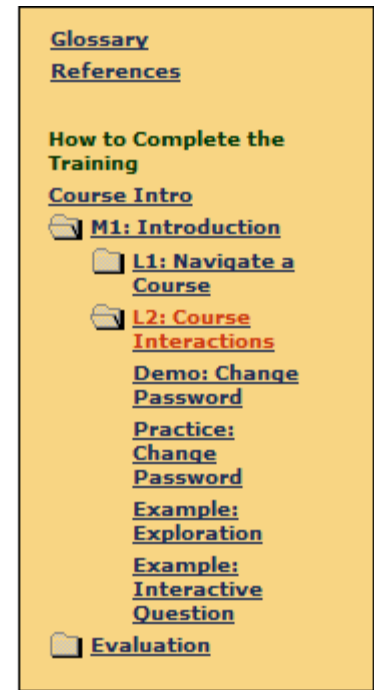 Glossary
References
How to Complete the
Training
Course Intro
M1: Introduction
L1: Navigate a
Course
L2: Course
Interactions
Demo: Change
Password
Practice:
Change
Password
Example:
Exploration
Example:
Interactive
Question
Evaluation